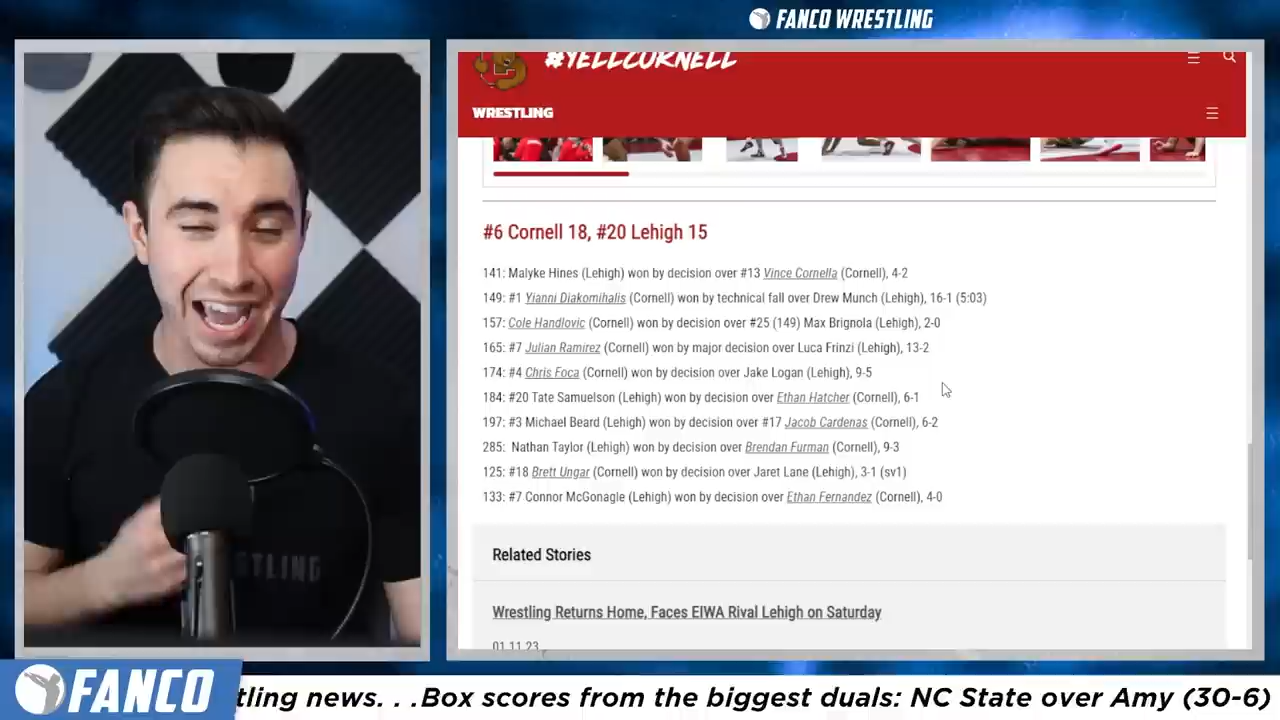 FANCO WRESTLING
#YELLCORNELL
WRESTLING
#6 Cornell 18, #20 Lehigh 15
141: Malyke Hines (Lehigh) won by decision over #13 Vince Cornella (Cornell), 4-2
149: #1 Yianni Diakomihalis (Cornell) won by technical fall over Drew Munch (Lehigh), 16-1 (5:03)
157: Cole Handlovic (Cornell) won by decision over #25 (149) Max Brignola (Lehigh), 2-0
165: #7 Julian Ramirez (Cornell) won by major decision over Luca Frinzi (Lehigh), 13-2
174: #4 Chris Foca (Cornell) won by decision over Jake Logan (Lehigh), 9-5
184: #20 Tate Samuelson (Lehigh) won by decision over Ethan Hatcher (Cornell), 6-1
197: #3 Michael Beard (Lehigh) won by decision over #17 Jacob Cardenas (Cornell), 6-2
285: Nathan Taylor (Lehigh) won by decision over Brendan Furman (Cornell), 9-3
125: #18 Brett Ungar (Cornell) won by decision over Jaret Lane (Lehigh), 3-1 (sv1)
133: #7 Connor McGonagle (Lehigh) won by decision over Ethan Fernandez (Cornell), 4-0
Related Stories
Wrestling Returns Home, Faces EIWA Rival Lehigh on Saturday
01.11.23
TLING
FANCO
tling news. . .Box scores from the biggest duals: NC State over Amy (30-6)